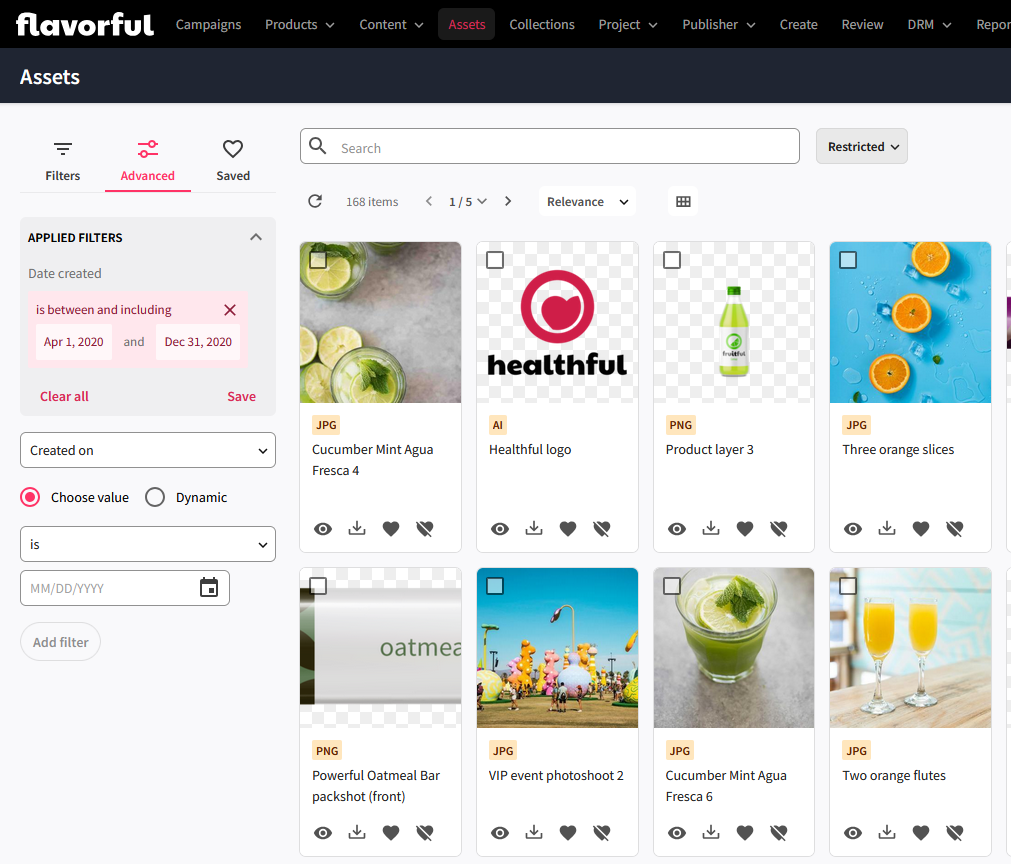 flavorful Campaigns Products Content Assets Collections Project Publisher Create Review DRM
Assets
Filters Advanced Saved
Search
Restricted
168 items 1 / 5 Relevance
APPLIED FILTERS
Date created
is between and including
Apr 1, 2020 and Dec 31, 2020
Clear all Save
Created on
Choose value Dynamic
is
MM/DD/YYYY
Add filter
healthful
fruitful
JPG
Cucumber Mint Agua
Fresca 4
AI
Healthful logo
PNG
Product layer 3
JPG
Three orange slices
PNG
Powerful Oatmeal Bar
packshot (front)
JPG
VIP event photoshoot 2
JPG
Cucumber Mint Agua
Fresca 6
JPG
Two orange flutes